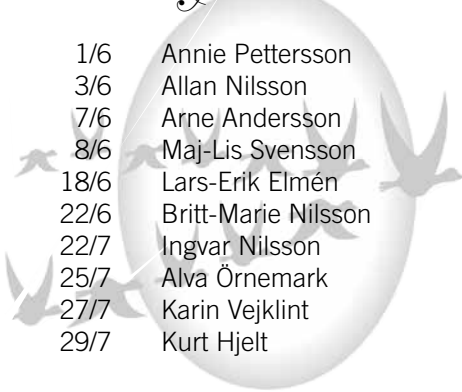 1/6 Annie Pettersson
3/6 Allan Nilsson
7/6 Arne Andersson
8/6 Maj-Lis Svensson
18/6 Lars-Erik Elmén
22/6 Britt-Marie Nilsson
22/7 Ingvar Nilsson
25/7 Alva Örnemark
27/7 Karin Vejklint
29/7 Kurt Hjelt